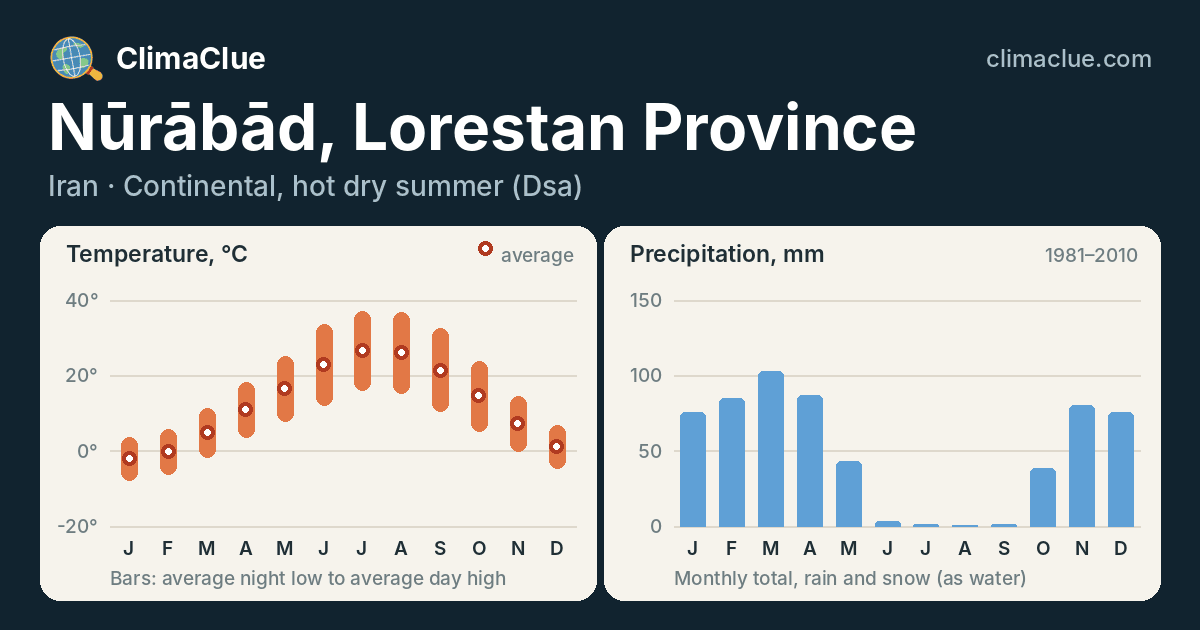 ClimaClue
climaclue.com
Nūrābād, Lorestan Province
Iran · Continental, hot dry summer (Dsa)
Temperature, °C
average
40°
20°
0°
-20°
J F M A M J J A S O N D
Bars: average night low to average day high
Precipitation, mm
1981–2010
150
100
50
0
J F M A M J J A S O N D
Monthly total, rain and snow (as water)